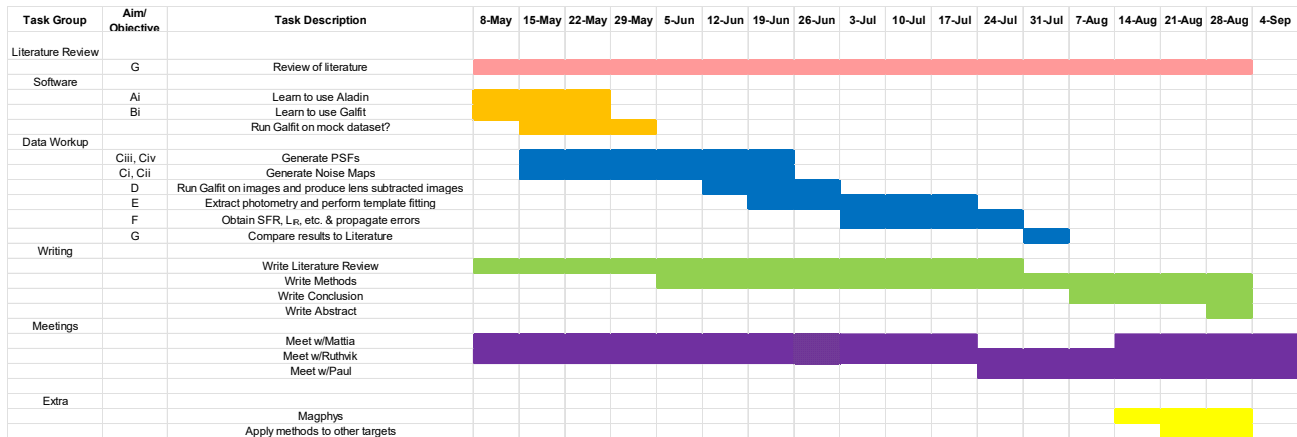 Task Group Aim/ Objective Task Description 8-May 15-May 22-May 29-May 5-Jun 12-Jun 19-Jun 26-Jun 3-Jul 10-Jul 17-Jul 24-Jul 31-Jul 7-Aug 14-Aug 21-Aug 28-Aug 4-Sep
Literature Review
G Review of literature
Software
Ai Learn to use Aladin
Bi Learn to use Galfit
Run Galfit on mock dataset?
Data Workup
Ciii, Civ Generate PSFs
Ci, Cii Generate Noise Maps
D Run Galfit on images and produce lens subtracted images
E Extract photometry and perform template fitting
F Obtain SFR, LIR, etc. & propagate errors
G Compare results to Literature
Writing
Write Literature Review
Write Methods
Write Conclusion
Write Abstract
Meetings
Meet w/Mattia
Meet w/Ruthvik
Meet w/Paul
Extra
Magphys
Apply methods to other targets